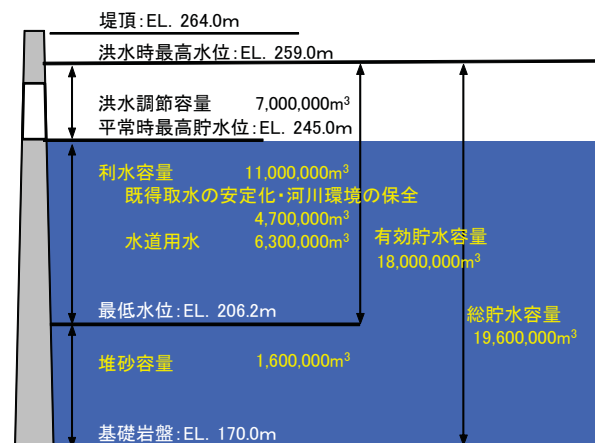 堤頂:EL. 264.0m
洪水時最高水位:EL. 259.0m
洪水調節容量 7,000,000m³
平常時最高貯水位:EL. 245.0m
利水容量 11,000,000m³
既得取水の安定化・河川環境の保全
4,700,000m³
水道用水 6,300,000m³
有効貯水容量
18,000,000m³
最低水位:EL. 206.2m
総貯水容量
19,600,000m³
堆砂容量 1,600,000m³
基礎岩盤:EL. 170.0m